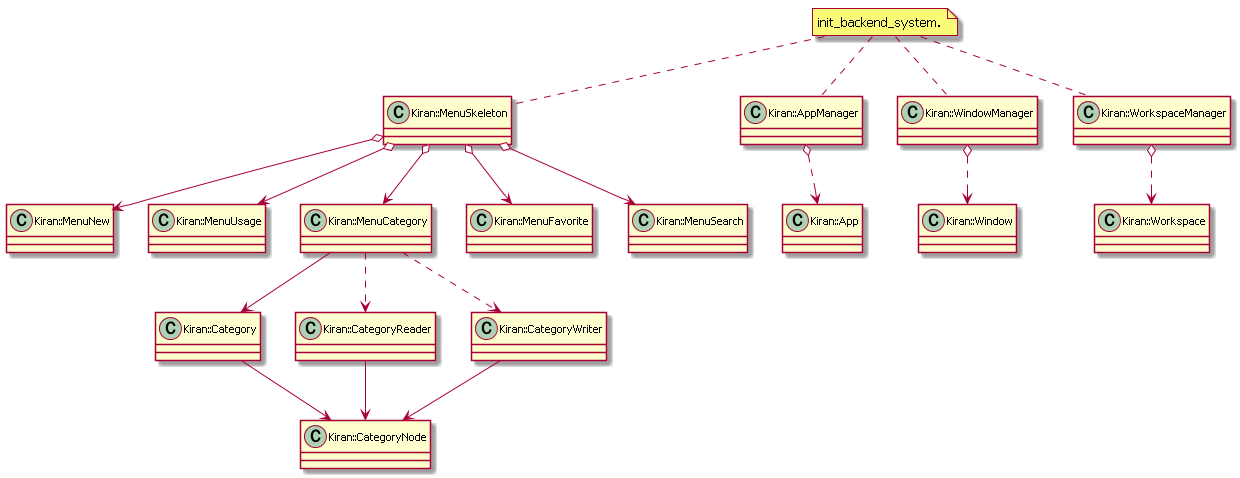 init_backend_system.
C Kiran::MenuSkeleton
C Kiran::AppManager
C Kiran::WindowManager
C Kiran::WorkspaceManager
C Kiran::MenuNew
C Kiran::MenuUsage
C Kiran::MenuCategory
C Kiran::MenuFavorite
C Kiran::MenuSearch
C Kiran::App
C Kiran::Window
C Kiran::Workspace
C Kiran::Category
C Kiran::CategoryReader
C Kiran::CategoryWriter
C Kiran::CategoryNode